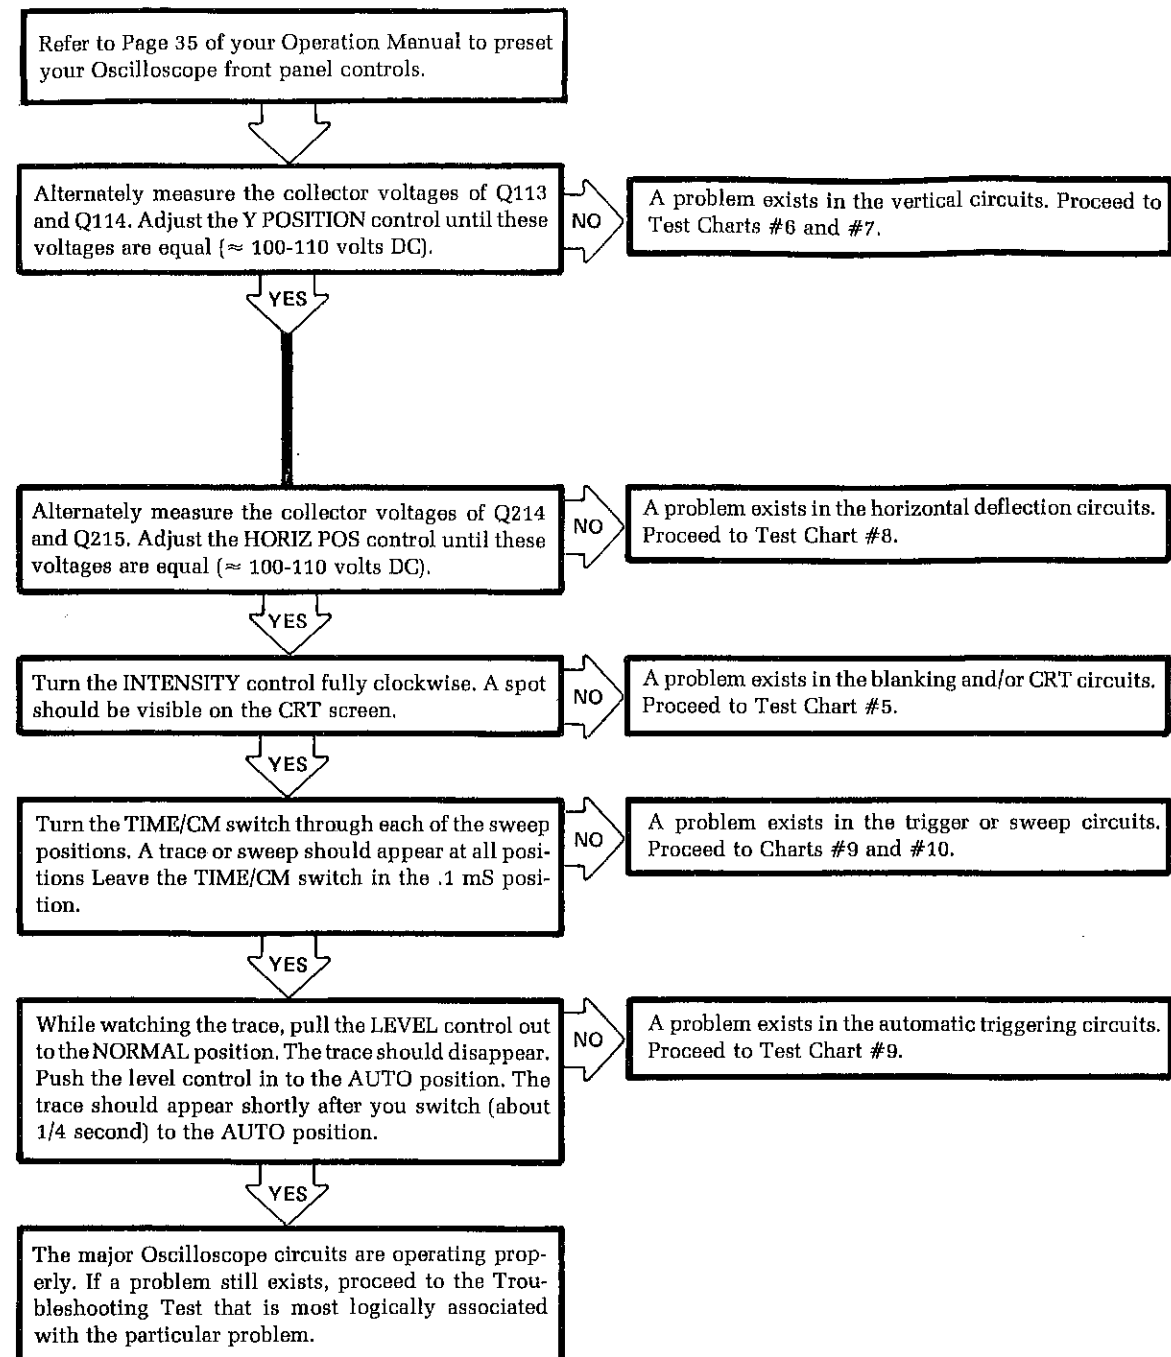 Refer to Page 35 of your Operation Manual to preset
your Oscilloscope front panel controls.
Alternately measure the collector voltages of Q113
and Q114. Adjust the Y POSITION control until these
voltages are equal (≈ 100-110 volts DC).
NO
A problem exists in the vertical circuits. Proceed to
Test Charts #6 and #7.
YES
Alternately measure the collector voltages of Q214
and Q215. Adjust the HORIZ POS control until these
voltages are equal (≈ 100-110 volts DC).
NO
A problem exists in the horizontal deflection circuits.
Proceed to Test Chart #8.
YES
Turn the INTENSITY control fully clockwise. A spot
should be visible on the CRT screen.
NO
A problem exists in the blanking and/or CRT circuits.
Proceed to Test Chart #5.
YES
Turn the TIME/CM switch through each of the sweep
positions. A trace or sweep should appear at all posi-
tions Leave the TIME/CM switch in the .1 mS posi-
tion.
NO
A problem exists in the trigger or sweep circuits.
Proceed to Charts #9 and #10.
YES
While watching the trace, pull the LEVEL control out
to the NORMAL position. The trace should disappear.
Push the level control in to the AUTO position. The
trace should appear shortly after you switch (about
1/4 second) to the AUTO position.
NO
A problem exists in the automatic triggering circuits.
Proceed to Test Chart #9.
YES
The major Oscilloscope circuits are operating prop-
erly. If a problem still exists, proceed to the Trou-
bleshooting Test that is most logically associated
with the particular problem.